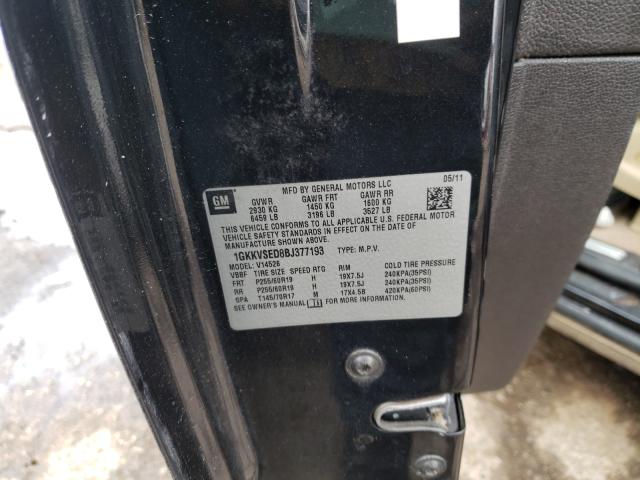 GM
MFD BY GENERAL MOTORS LLC
05/11
GVWR GAWR FRT GAWR RR
2930 KG 1450 KG 1600 KG
6459 LB 3196 LB 3527 LB
THIS VEHICLE CONFORMS TO ALL APPLICABLE U.S. FEDERAL MOTOR
VEHICLE SAFETY STANDARDS IN EFFECT ON THE DATE OF
MANUFACTURE SHOWN ABOVE.
1GKKVSED8BJ377193 TYPE: M.P.V.
MODEL: V14526
VBBF TIRE SIZE SPEED RTG RIM COLD TIRE PRESSURE
FRT P255/60R19 H 19X7.5J 240KPA(35PSI)
RR P255/60R19 H 19X7.5J 240KPA(35PSI)
SPA T145/70R17 M 17X4.5B 420KPA(60PSI)
SEE OWNER'S MANUAL FOR ADDITIONAL INFORMATION.